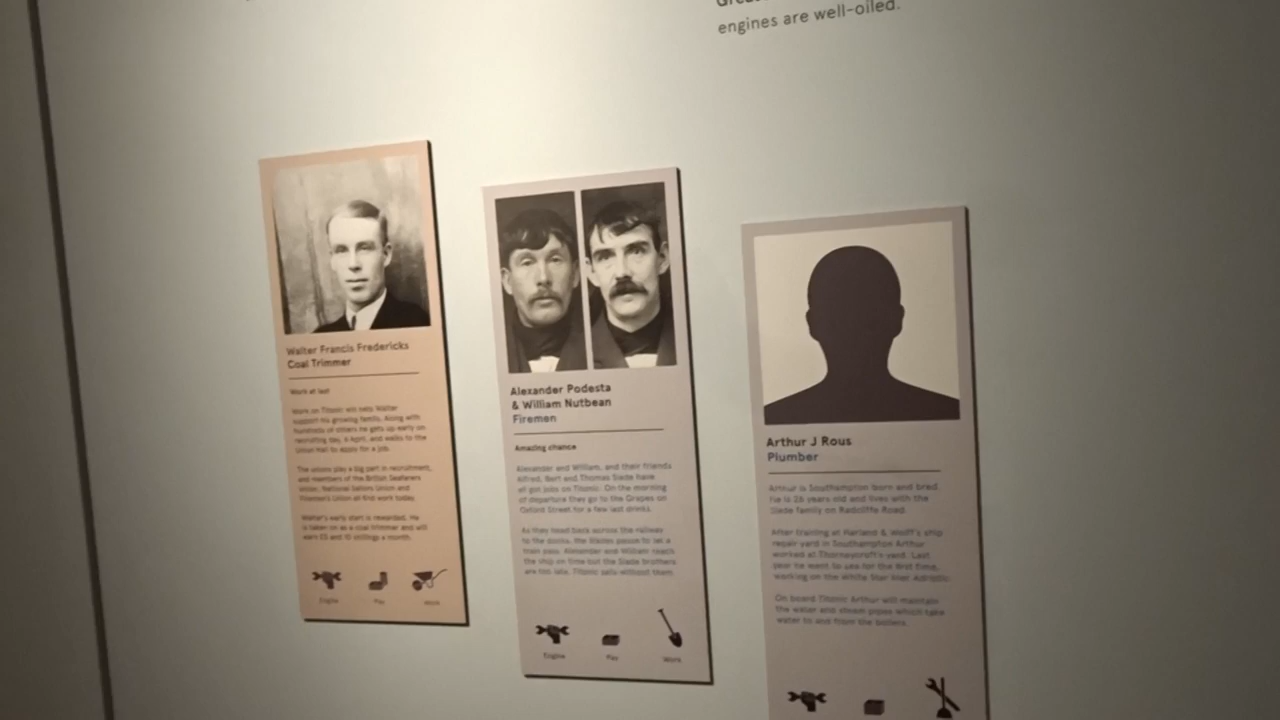 engines are well-oiled.
Walter Francis Fredericks
Coal Trimmer
Work at last
Work on Titanic will help Walter
support his growing family. Along with
hundreds of others he gets up early on
recruiting day, 6 April, and walks to the
union hall to apply for a job.
The unions play a big part in recruitment,
and members of the British Seafarers
Union, National Sailors Union and
Firemen's Union all find work today.
Walter's early start is rewarded. He
is taken on as a coal trimmer and will
earn £5 and 10 shillings a month.
Engine
Pay
Work
Alexander Podesta
& William Nutbean
Firemen
Amazing chance
Alexander and William, and their friends
Alfred, Bert and Thomas Slade have
all got jobs on Titanic. On the morning
of departure they go to the Grapes on
Oxford Street for a few last drinks.
As they head back across the railway
to the docks, the Slades pause to let a
train pass. Alexander and William reach
the ship on time but the Slade brothers
are too late. Titanic sails without them.
Engine
Pay
Work
Arthur J Rous
Plumber
Arthur is Southampton born and bred.
He is 26 years old and lives with the
Slade family on Radcliffe Road.
After training at Harland & Wolff's ship
repair yard in Southampton Arthur
worked at Thornycroft's yard. Last
year he went to sea for the first time,
working on the White Star liner Adriatic.
On board Titanic Arthur will maintain
the water and steam pipes which take
water to and from the boilers.